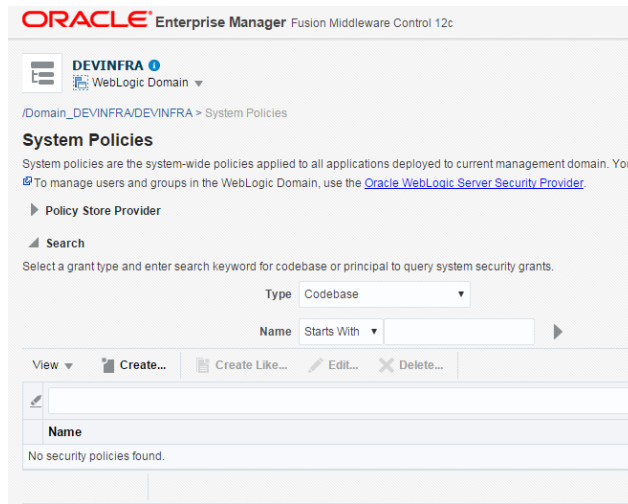 ORACLE Enterprise Manager Fusion Middleware Control 12c
DEVINFRA
WebLogic Domain
/Domain_DEVINFRA/DEVINFRA > System Policies
System Policies
System policies are the system-wide policies applied to all applications deployed to current management domain. You
To manage users and groups in the WebLogic Domain, use the Oracle WebLogic Server Security Provider.
Policy Store Provider
Search
Select a grant type and enter search keyword for codebase or principal to query system security grants.
Type Codebase
Name Starts With
View Create... Create Like... Edit... Delete...
Name
No security policies found.